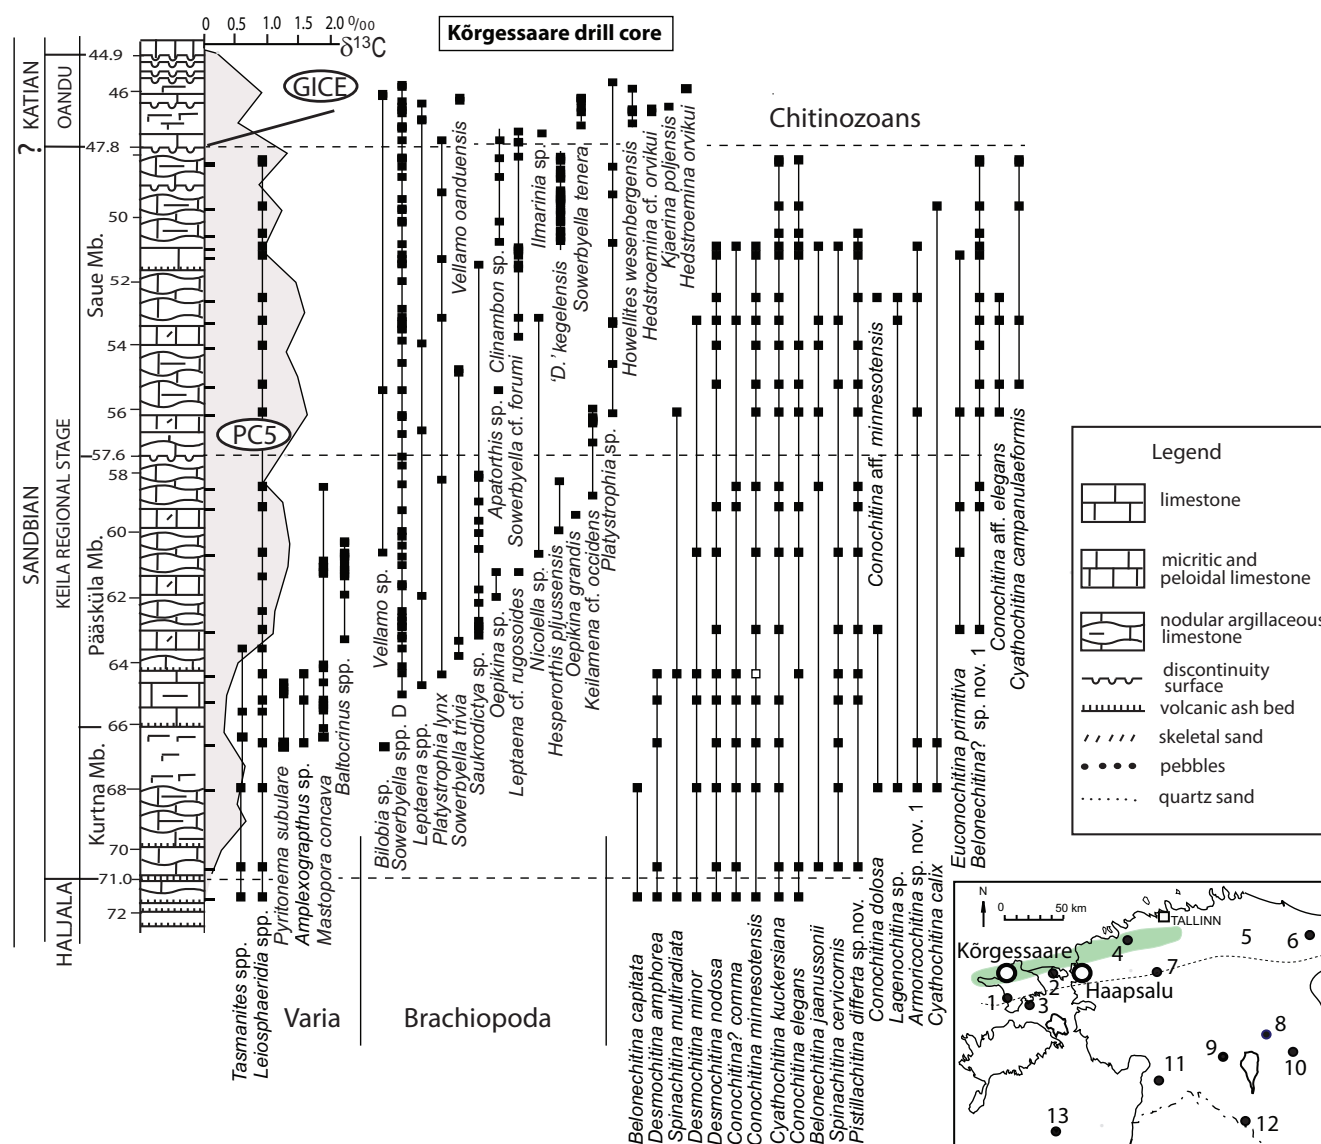 0 0.5 1.0 2.0 0/00
δ13C
Kõrgessaare drill core
KATIAN
OANDU
?
SANDBIAN
KEILA REGIONAL STAGE
HALJALA
Saue Mb.
Pääsküla Mb.
Kurtna Mb.
44.9
46
47.8
50
52
54
56
57.6
58
60
62
64
66
68
70
71.0
72
GICE
PC5
Chitinozoans
Tasmanites spp.
Leiosphaeridia spp.
Pyritonema subulare
Amplexograpthus sp.
Mastopora concava
Baltocrinus spp.
Varia
Vellamo sp.
Bilobia sp.
Sowerbyella spp. D
Leptaena spp.
Platystrophia lynx
Sowerbyella trivia
Vellamo oanduensis
Saukrodictya sp.
Oepikina sp.
Apatorthis sp.
Clinambon sp.
Leptaena cf. rugosoides
Sowerbyella cf. forumi
Nicolella sp.
Ilmarinia sp.
Hesperorthis pljussensis
'D.' kegelensis
Oepikina grandis
Sowerbyella tenera
Keilamena cf. occidens
Platystrophia sp.
Howellites wesenbergensis
Hedstroemina cf. orvikui
Kjaerina poljensis
Hedstroemina orvikui
Brachiopoda
Belonechitina capitata
Desmochitina amphorea
Spinachitina multiradiata
Desmochitina minor
Desmochitina nodosa
Conochitina? comma
Conochitina minnesotensis
Cyathochitina kuckersiana
Conochitina elegans
Belonechitina jaanussonii
Spinachitina cervicornis
Pistillachitina differta sp.nov.
Conochitina dolosa
Conochitina aff. minnesotensis
Lagenochitina sp.
Armoricochitina sp. nov. 1
Cyathochitina calix
Euconochitina primitiva
Belonechitina? sp. nov. 1
Conochitina aff. elegans
Cyathochitina campanulaeformis
Legend
limestone
micritic and
peloidal limestone
nodular argillaceous
limestone
discontinuity
surface
volcanic ash bed
skeletal sand
pebbles
quartz sand
N
0 50 km
TALLINN
Kõrgessaare
Haapsalu
1
2
3
4
5
6
7
8
9
10
11
12
13